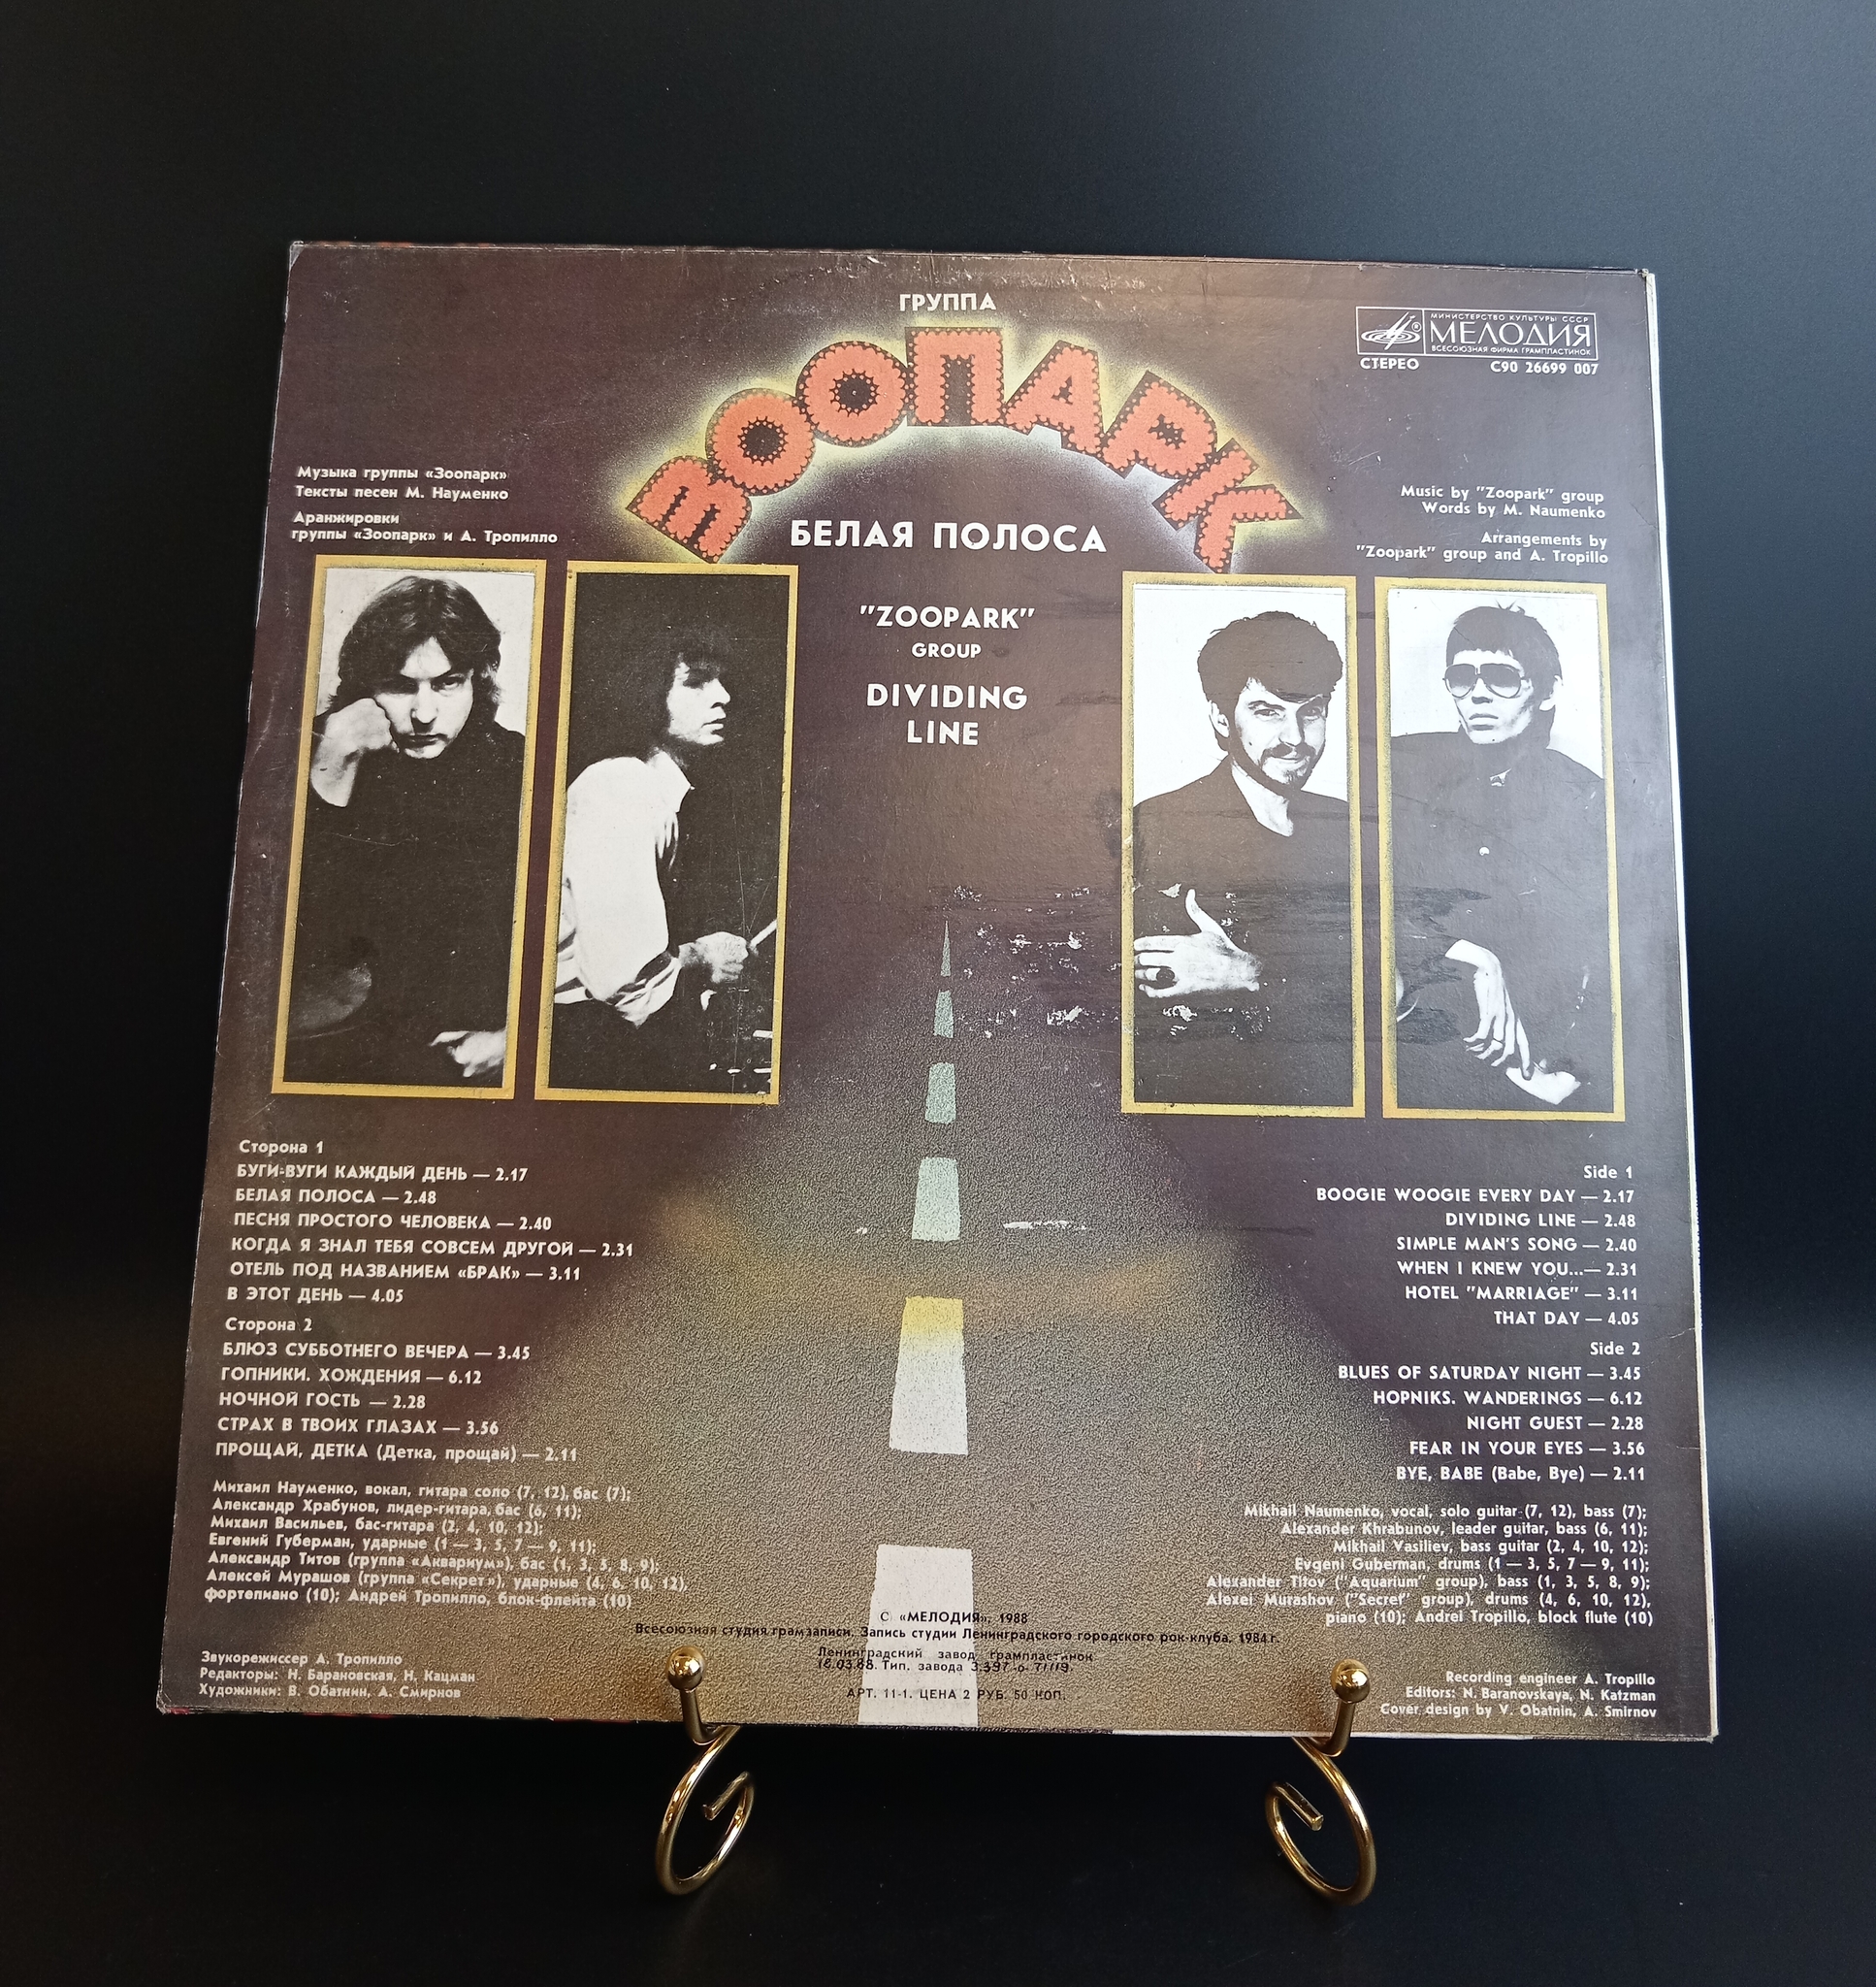 ГРУППА
ЗООПАРК
МИНИСТЕРСТВО КУЛЬТУРЫ СССР
МЕЛОДИЯ
ВСЕСОЮЗНАЯ ФИРМА ГРАМПЛАСТИНОК
СТЕРЕО С90 26699 007
Музыка группы «Зоопарк»
Тексты песен М. Науменко
Аранжировки
группы «Зоопарк» и А. Тропилло
БЕЛАЯ ПОЛОСА
"ZOOPARK"
GROUP
DIVIDING
LINE
Music by "Zoopark" group
Words by M. Naumenko
Arrangements by
"Zoopark" group and A. Tropillo
Сторона 1
БУГИ-ВУГИ КАЖДЫЙ ДЕНЬ — 2.17
БЕЛАЯ ПОЛОСА — 2.48
ПЕСНЯ ПРОСТОГО ЧЕЛОВЕКА — 2.40
КОГДА Я ЗНАЛ ТЕБЯ СОВСЕМ ДРУГОЙ — 2.31
ОТЕЛЬ ПОД НАЗВАНИЕМ «БРАК» — 3.11
В ЭТОТ ДЕНЬ — 4.05
Сторона 2
БЛЮЗ СУББОТНЕГО ВЕЧЕРА — 3.45
ГОПНИКИ. ХОЖДЕНИЯ — 6.12
НОЧНОЙ ГОСТЬ — 2.28
СТРАХ В ТВОИХ ГЛАЗАХ — 3.56
ПРОЩАЙ, ДЕТКА (Детка, прощай) — 2.11
Михаил Науменко, вокал, гитара соло (7, 12), бас (7);
Александр Храбунов, лидер-гитара, бас (6, 11);
Михаил Васильев, бас-гитара (2, 4, 10, 12);
Евгений Губерман, ударные (1 — 3, 5, 7 — 9, 11);
Александр Титов (группа «Аквариум»), бас (1, 3, 5, 8, 9);
Алексей Мурашов (группа «Секрет»), ударные (4, 6, 10, 12),
фортепиано (10); Андрей Тропилло, блок-флейта (10)
Звукорежиссер А. Тропилло
Редакторы: Н. Барановская, Н. Кацман
Художники: В. Обатнин, А. Смирнов
Side 1
BOOGIE WOOGIE EVERY DAY — 2.17
DIVIDING LINE — 2.48
SIMPLE MAN'S SONG — 2.40
WHEN I KNEW YOU...— 2.31
HOTEL "MARRIAGE" — 3.11
THAT DAY — 4.05
Side 2
BLUES OF SATURDAY NIGHT — 3.45
HOPNIKS. WANDERINGS — 6.12
NIGHT GUEST — 2.28
FEAR IN YOUR EYES — 3.56
BYE, BABE (Babe, Bye) — 2.11
Mikhail Naumenko, vocal, solo guitar (7, 12), bass (7);
Alexander Khrabunov, leader guitar, bass (6, 11);
Mikhail Vasiliev, bass guitar (2, 4, 10, 12);
Evgeni Guberman, drums (1 — 3, 5, 7 — 9, 11);
Alexander Titov ("Aquarium" group), bass (1, 3, 5, 8, 9);
Alexei Murashov ("Secret" group), drums (4, 6, 10, 12),
piano (10); Andrei Tropillo, block flute (10)
Recording engineer A. Tropillo
Editors: N. Baranovskaya, N. Katzman
Cover design by V. Obatnin, A. Smirnov
С «МЕЛОДИЯ», 1988
Всесоюзная студия грамзаписи. Запись студии Ленинградского городского рок-клуба. 1984 г.
Ленинградский завод грампластинок
Тип. завода
АРТ. 11-1. ЦЕНА 2 РУБ. 50 КОП.